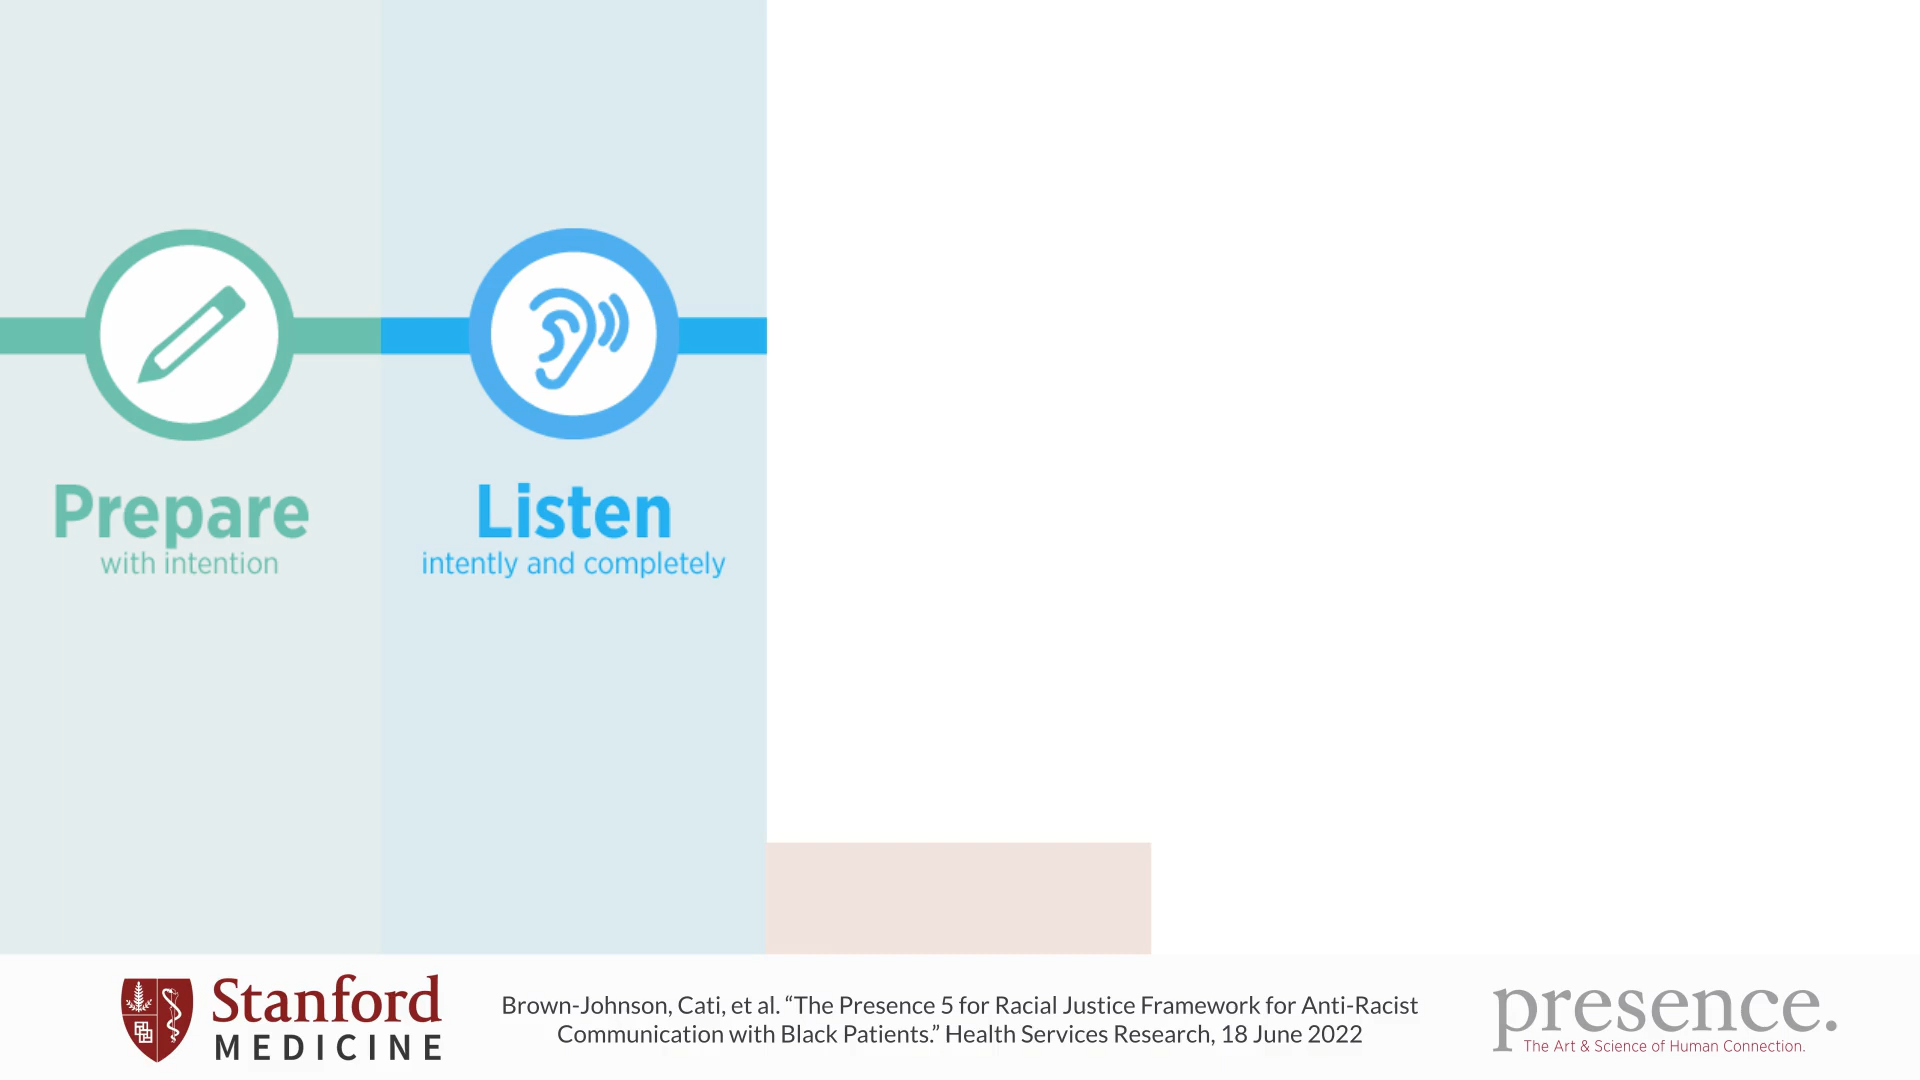 Prepare
with intention
Listen
intently and completely
Stanford
MEDICINE
Brown-Johnson, Cati, et al. “The Presence 5 for Racial Justice Framework for Anti-Racist
Communication with Black Patients.” Health Services Research, 18 June 2022
presence.
The Art & Science of Human Connection.